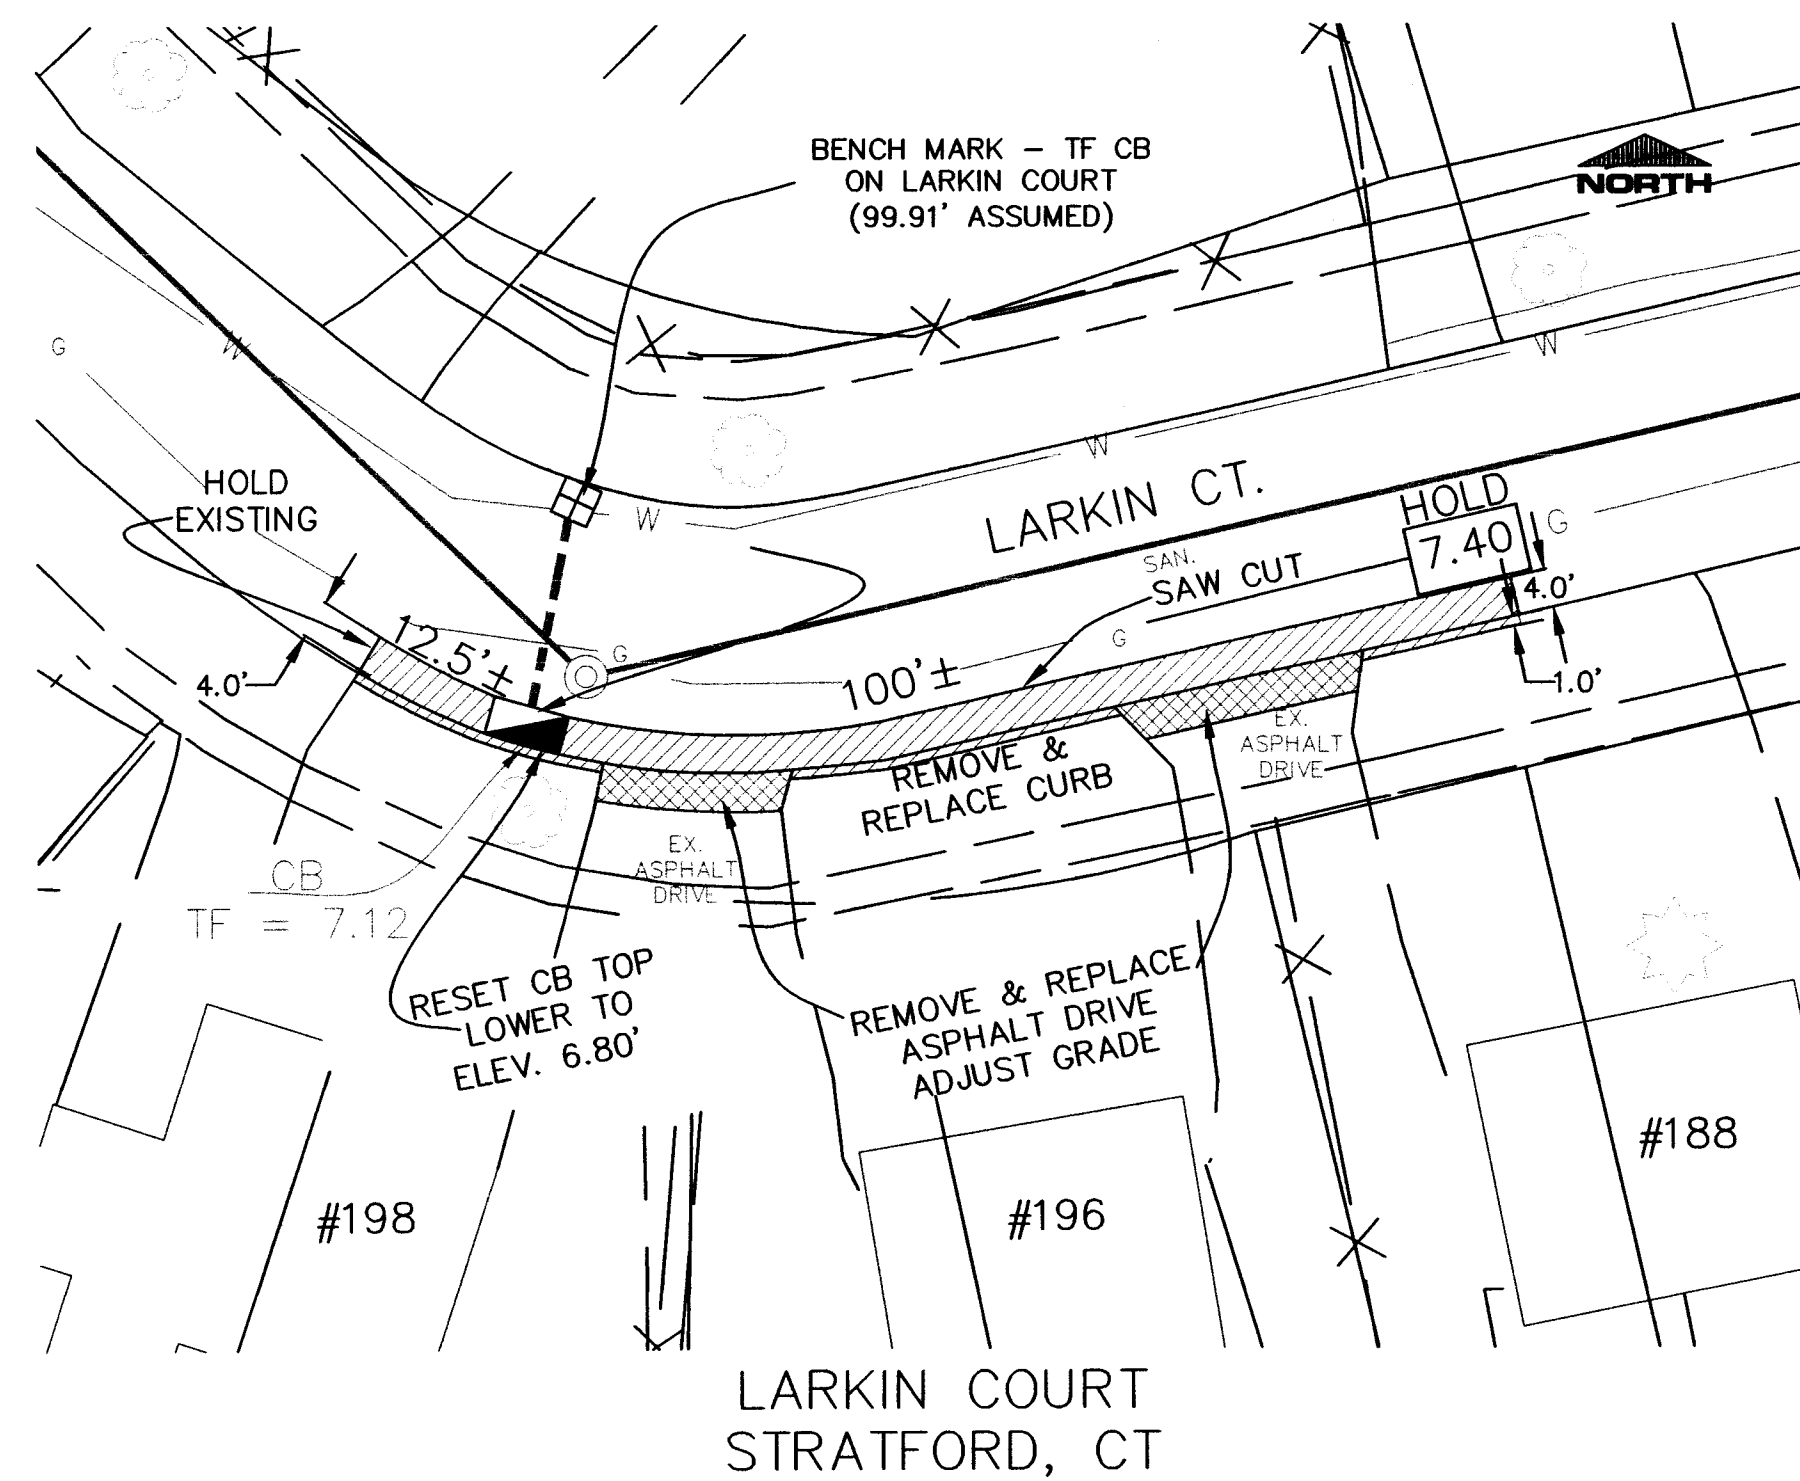 BENCH MARK – TF CB
ON LARKIN COURT
(99.91' ASSUMED)
NORTH
G
W
W
W
W
HOLD
EXISTING
LARKIN CT.
HOLD
7.40
G
SAN.
SAW CUT
4.0'
12.5'±
G
G
100'±
4.0'
1.0'
EX.
ASPHALT
DRIVE
REMOVE &
REPLACE CURB
EX.
ASPHALT
DRIVE
CB
TF = 7.12
RESET CB TOP
LOWER TO
ELEV. 6.80'
REMOVE & REPLACE
ASPHALT DRIVE
ADJUST GRADE
#198
#196
#188
LARKIN COURT
STRATFORD, CT